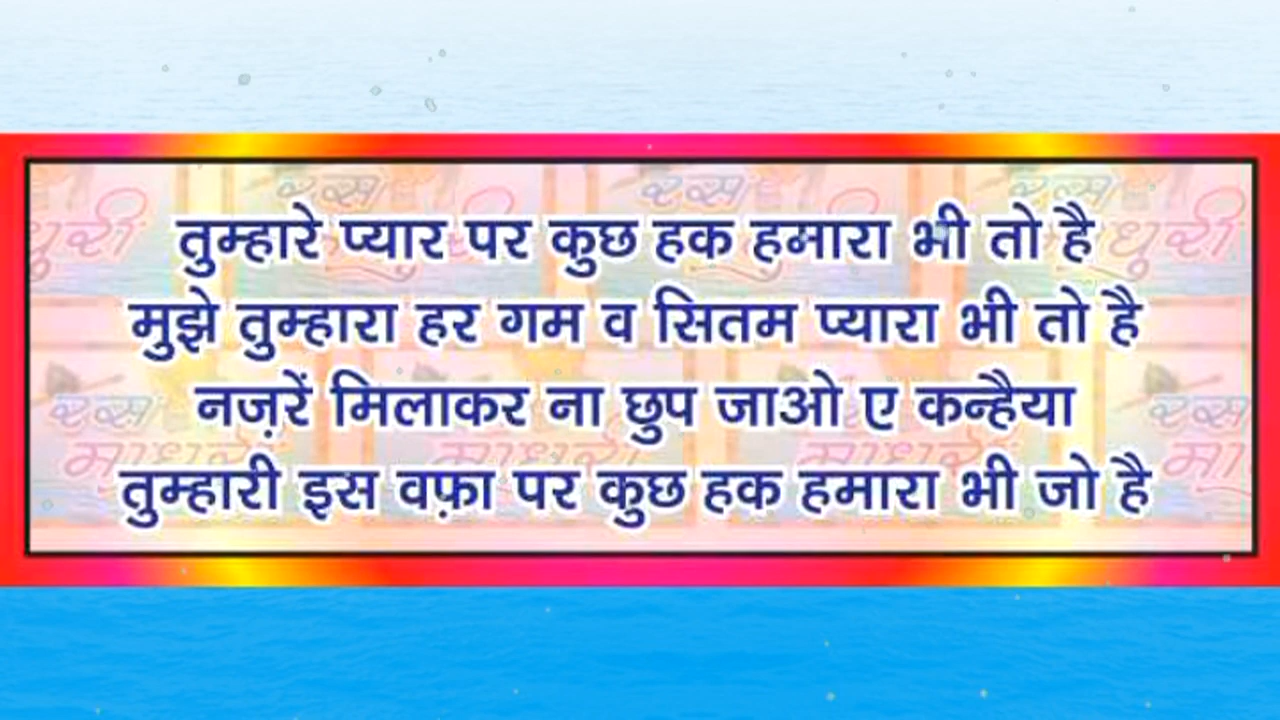 तुम्हारे प्यार पर कुछ हक हमारा भी तो है
मुझे तुम्हारा हर गम व सितम प्यारा भी तो है
नज़रें मिलाकर ना छुप जाओ ए कन्हैया
तुम्हारी इस वफ़ा पर कुछ हक हमारा भी जो है